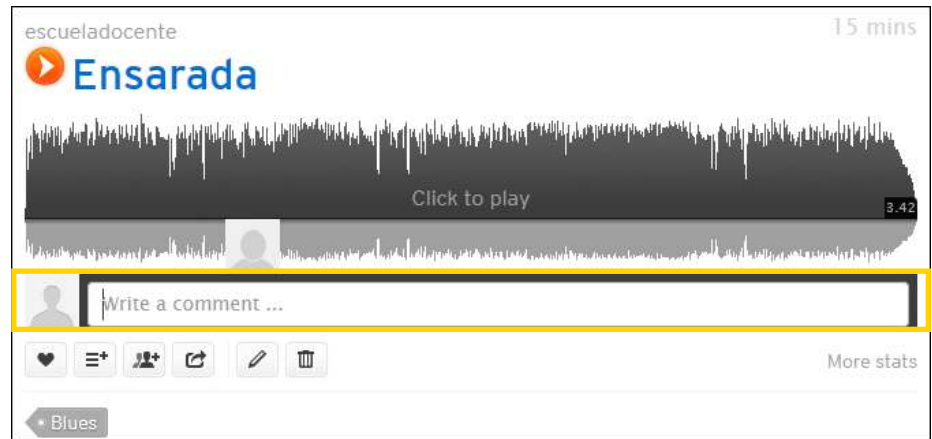 escueladocente
15 mins
Ensarada
Click to play
3.42
Write a comment ...
More stats
Blues